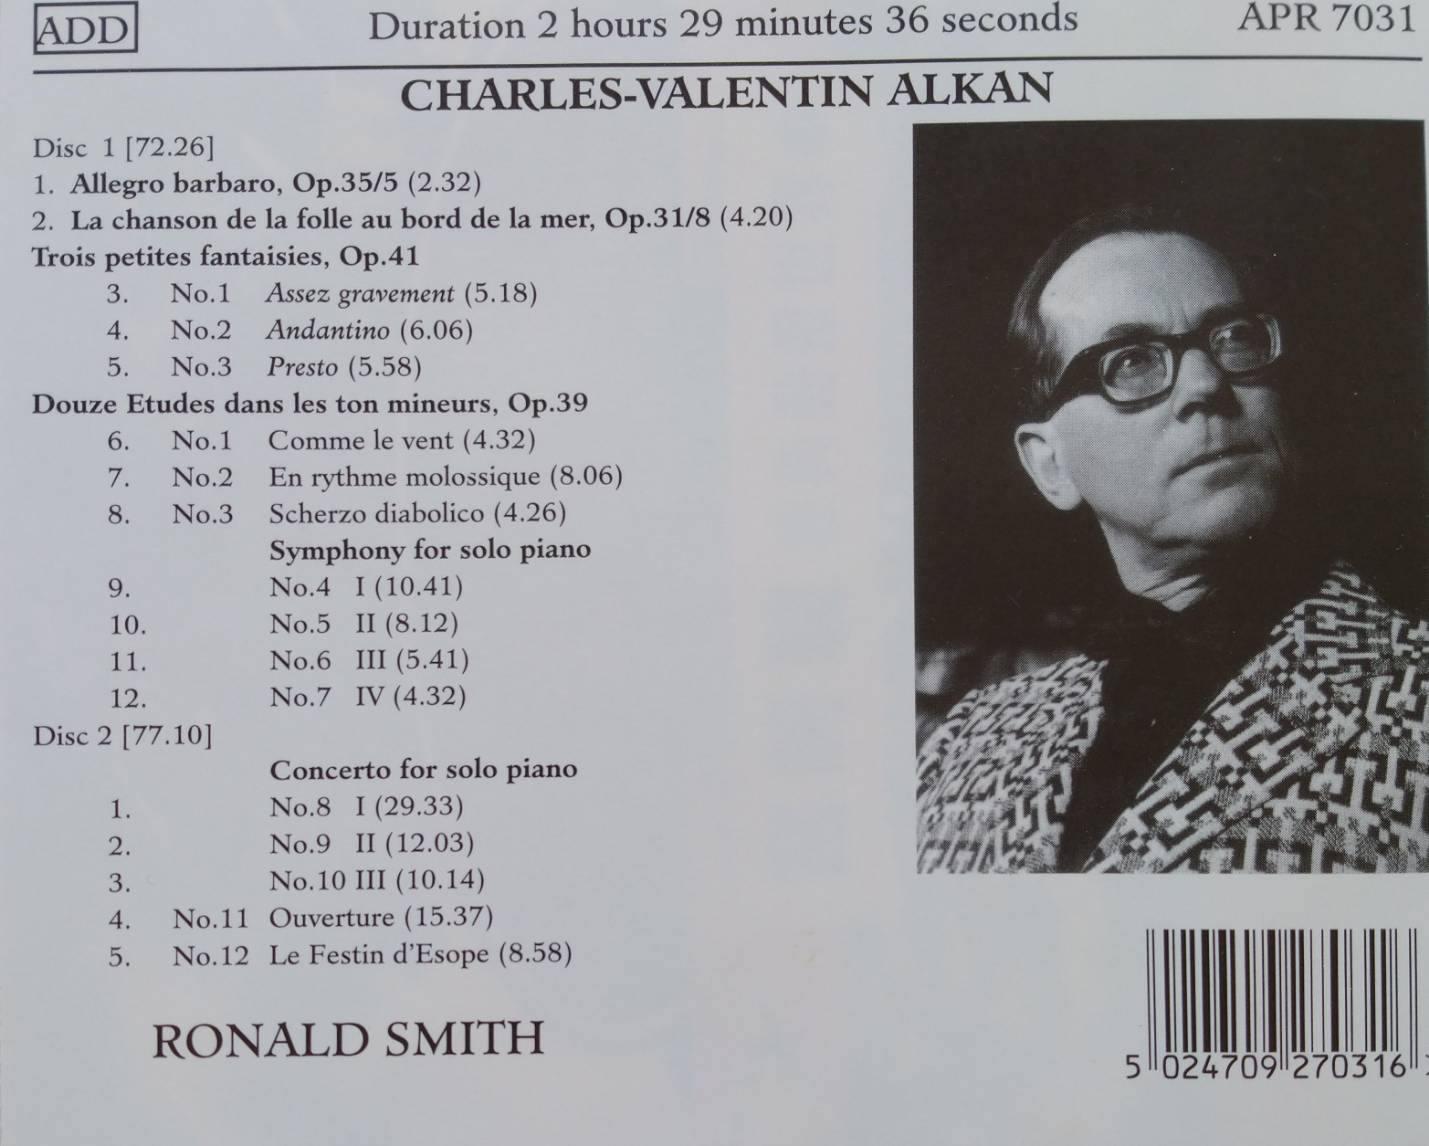 ADD Duration 2 hours 29 minutes 36 seconds APR 7031
CHARLES-VALENTIN ALKAN
Disc 1 [72.26]
1. Allegro barbaro, Op.35/5 (2.32)
2. La chanson de la folle au bord de la mer, Op.31/8 (4.20)
Trois petites fantaisies, Op.41
3. No.1 Assez gravement (5.18)
4. No.2 Andantino (6.06)
5. No.3 Presto (5.58)
Douze Etudes dans les ton mineurs, Op.39
6. No.1 Comme le vent (4.32)
7. No.2 En rythme molossique (8.06)
8. No.3 Scherzo diabolico (4.26)
Symphony for solo piano
9. No.4 I (10.41)
10. No.5 II (8.12)
11. No.6 III (5.41)
12. No.7 IV (4.32)
Disc 2 [77.10]
Concerto for solo piano
1. No.8 I (29.33)
2. No.9 II (12.03)
3. No.10 III (10.14)
4. No.11 Ouverture (15.37)
5. No.12 Le Festin d'Esope (8.58)
RONALD SMITH
5 024709 270316